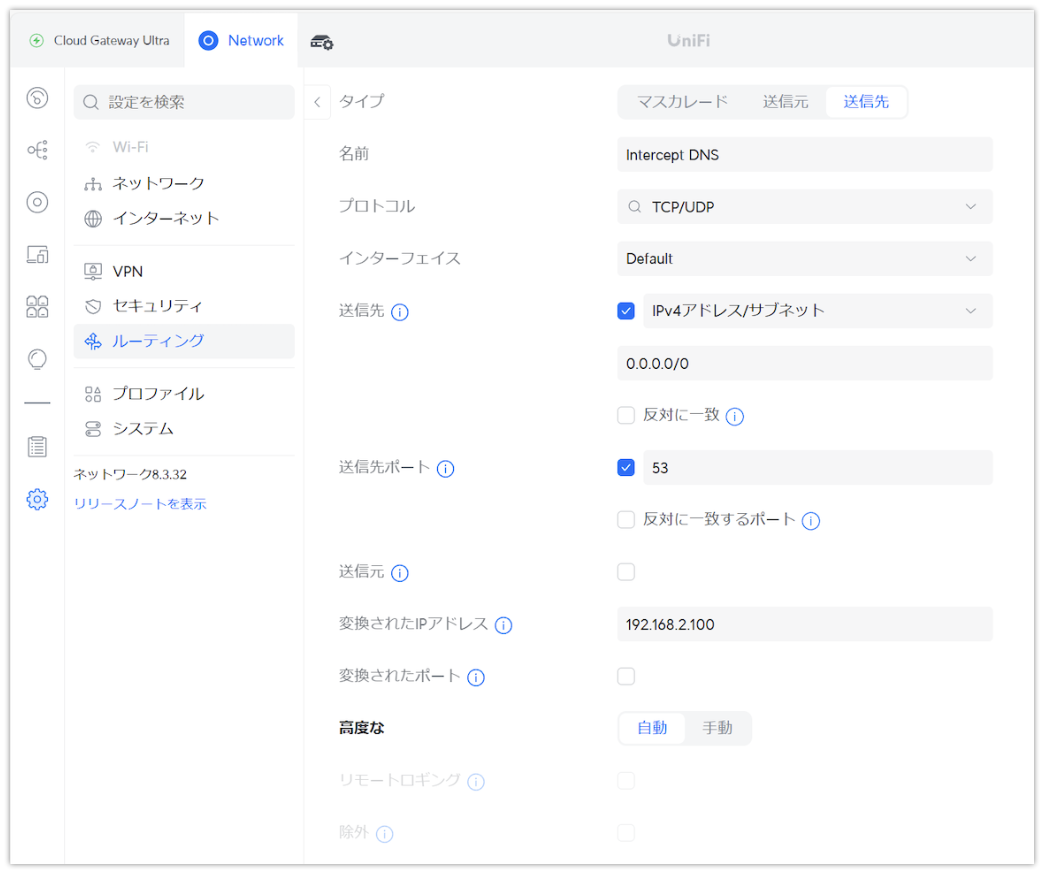 Cloud Gateway Ultra
Network
UniFi
設定を検索
Wi-Fi
ネットワーク
インターネット
VPN
セキュリティ
ルーティング
プロファイル
システム
ネットワーク8.3.32
リリースノートを表示
タイプ
マスカレード 送信元 送信先
名前
Intercept DNS
プロトコル
TCP/UDP
インターフェイス
Default
送信先
IPv4アドレス/サブネット
0.0.0.0/0
反対に一致
送信先ポート
53
反対に一致するポート
送信元
変換されたIPアドレス
192.168.2.100
変換されたポート
高度な
自動 手動
リモートロギング
除外